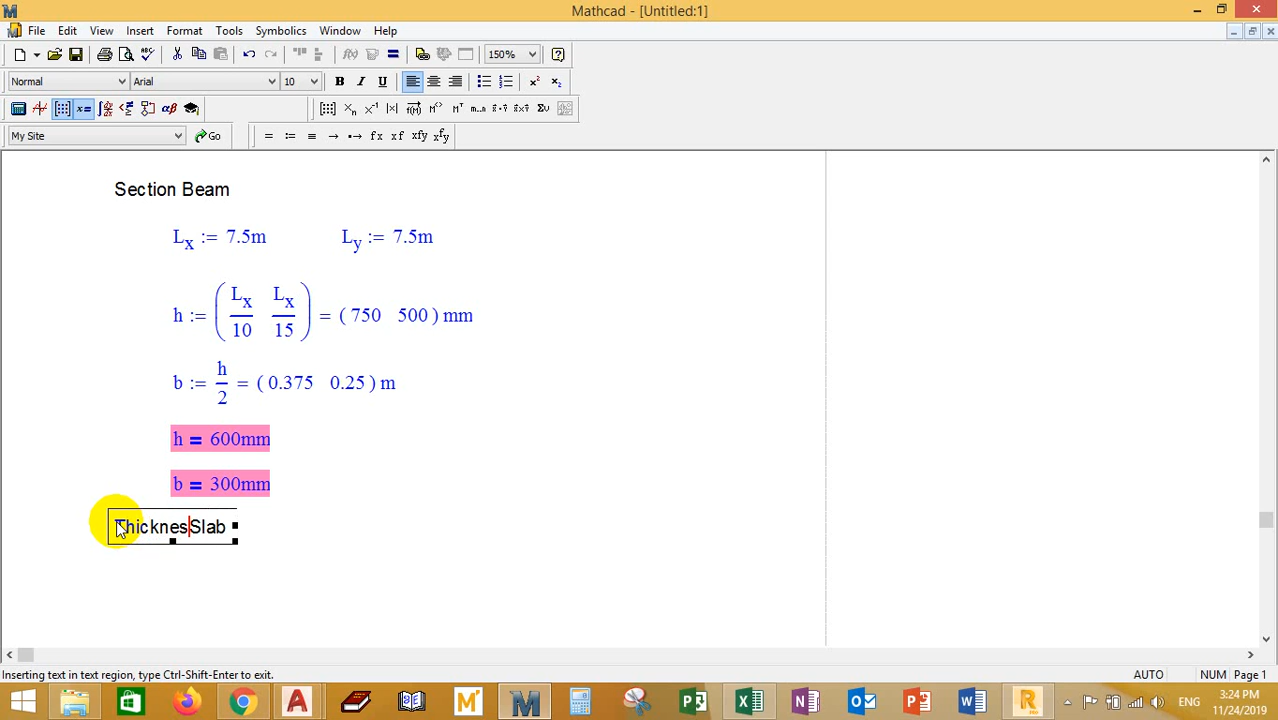 Mathcad - [Untitled:1]
File Edit View Insert Format Tools Symbolics Window Help
150%
Normal Arial 10 B I U
My Site Go
Section Beam
Lx := 7.5m Ly := 7.5m
h := ( Lx/10 Lx/15 ) = ( 750 500 ) mm
b := h/2 = ( 0.375 0.25 ) m
h = 600mm
b = 300mm
ThicknesSlab
Inserting text in text region, type Ctrl-Shift-Enter to exit. AUTO NUM Page 1
ENG
3:24 PM
11/24/2019